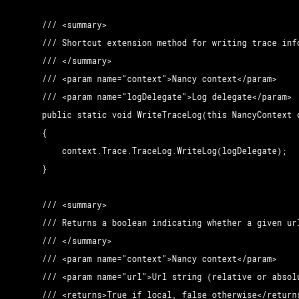 /// <summary>
/// Shortcut extension method for writing trace
/// </summary>
/// <param name="context">Nancy context</param>
/// <param name="logDelegate">Log delegate</param>
public static void WriteTraceLog(this NancyContext
{
context.Trace.TraceLog.WriteLog(logDelegate);
}
/// <summary>
/// Returns a boolean indicating whether a given
/// </summary>
/// <param name="context">Nancy context</param>
/// <param name="url">Url string (relative or
/// <returns>True if local, false otherwise</returns